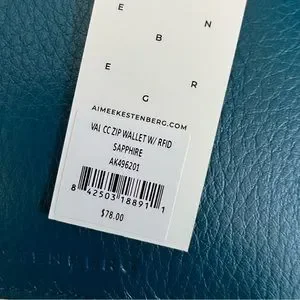 E N
B
E R
G
AIMEEKESTENBERG.COM
VAL CC ZIP WALLET W/ RFID
SAPPHIRE
AK496201
8 42503 18891 1
$78.00